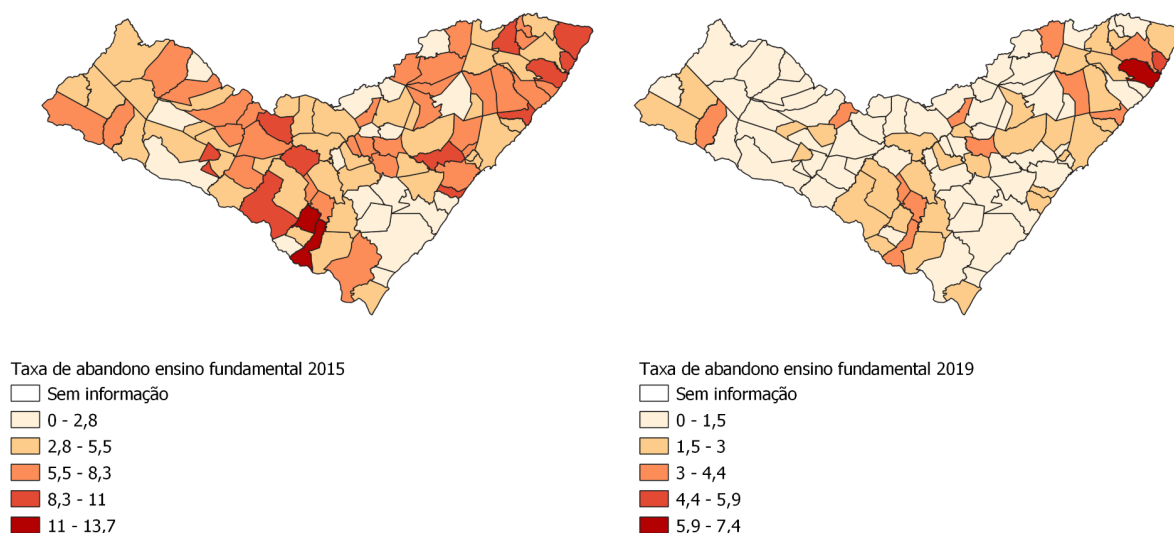 Taxa de abandono ensino fundamental 2015
Sem informação
0 - 2,8
2,8 - 5,5
5,5 - 8,3
8,3 - 11
11 - 13,7
Taxa de abandono ensino fundamental 2019
Sem informação
0 - 1,5
1,5 - 3
3 - 4,4
4,4 - 5,9
5,9 - 7,4